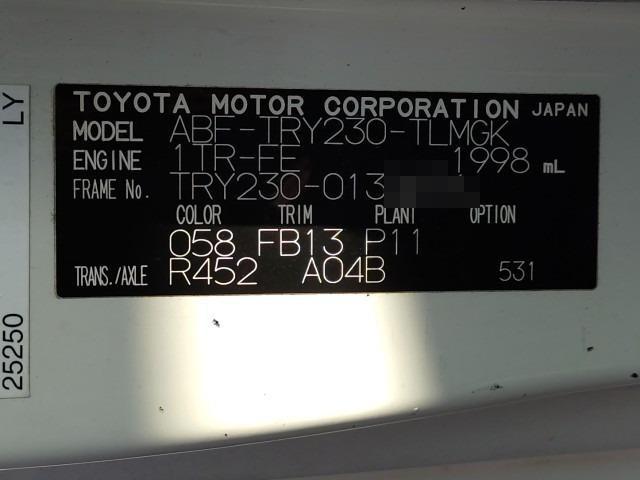 TOYOTA MOTOR CORPORATION JAPAN
MODEL ABF-TRY230-TLMGK
ENGINE 1TR-FE 1998 mL
FRAME No. TRY230-013
COLOR TRIM PLANT OPTION
058 FB13 P11
TRANS./AXLE R452 A04B 531
LY
25250